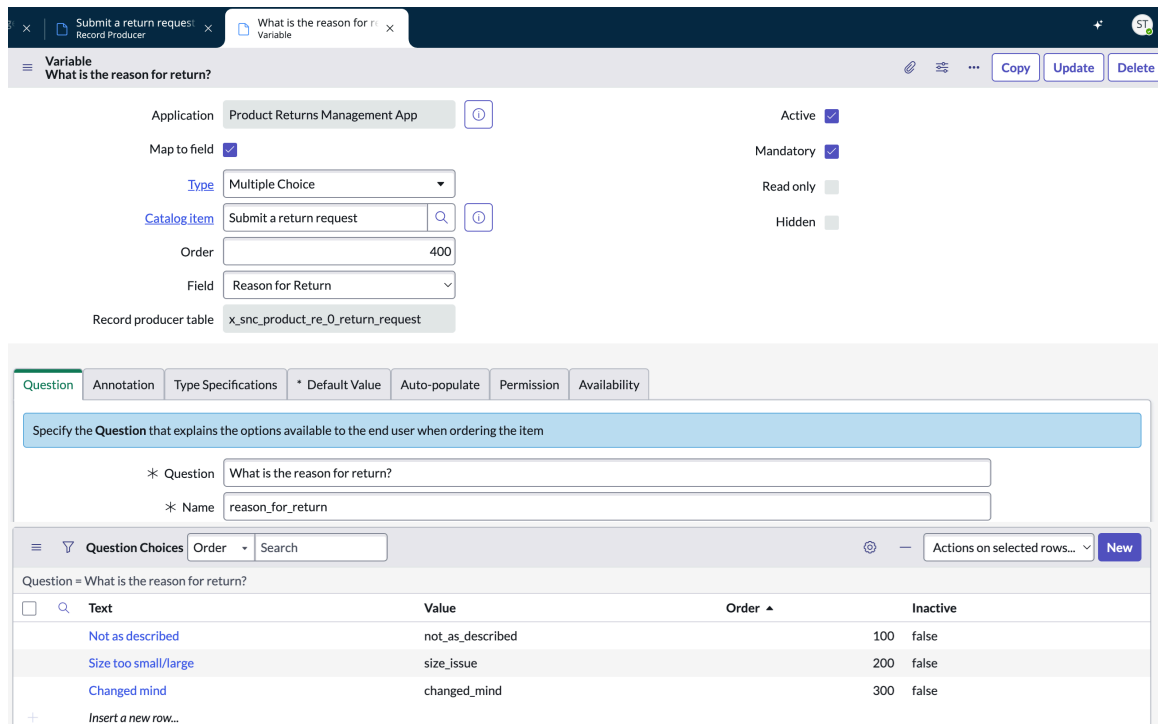 Submit a return request
Record Producer
What is the reason for r
Variable
ST
Variable
What is the reason for return?
Copy
Update
Delete
Application
Product Returns Management App
Active
Map to field
Mandatory
Type
Multiple Choice
Read only
Catalog item
Submit a return request
Hidden
Order
400
Field
Reason for Return
Record producer table
x_snc_product_re_0_return_request
Question Annotation Type Specifications * Default Value Auto-populate Permission Availability
Specify the Question that explains the options available to the end user when ordering the item
Question What is the reason for return?
Name reason_for_return
Question Choices Order Search Actions on selected rows... New
Question = What is the reason for return?
Text Value Order Inactive
Not as described not_as_described 100 false
Size too small/large size_issue 200 false
Changed mind changed_mind 300 false
Insert a new row...